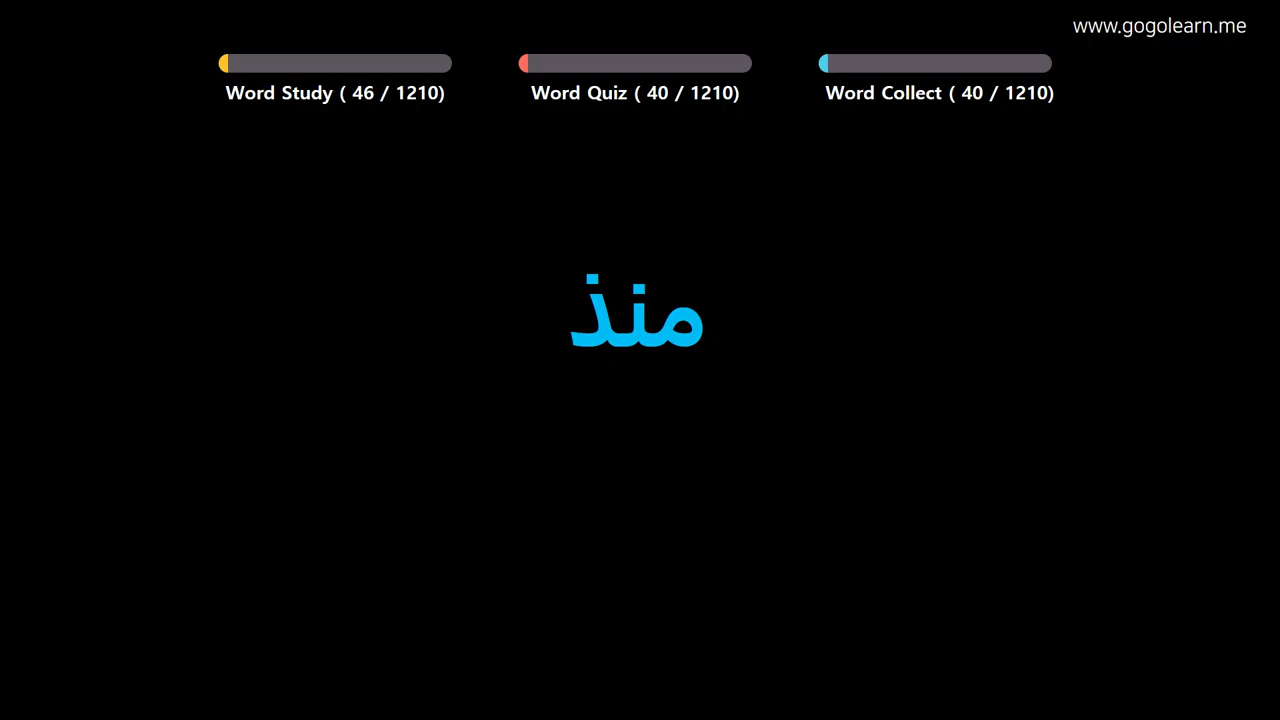 www.gogolearn.me
Word Study ( 46 / 1210)
Word Quiz ( 40 / 1210)
Word Collect ( 40 / 1210)
منذ